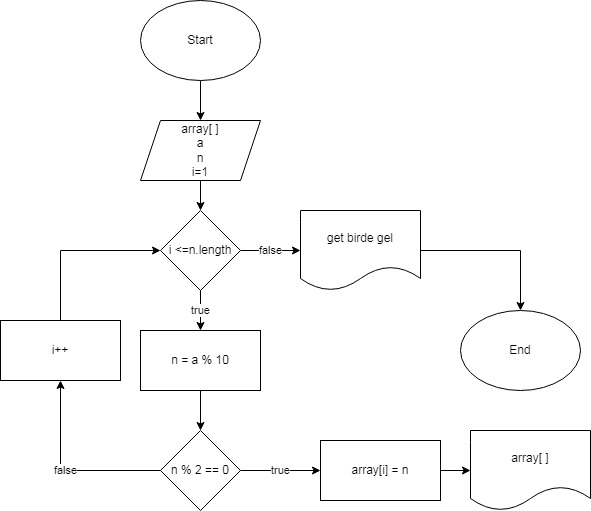 Start
array[ ]
a
n
i=1
i <=n.length
false
get birde gel
true
i++
n = a % 10
End
n % 2 == 0
false
true
array[i] = n
array[ ]